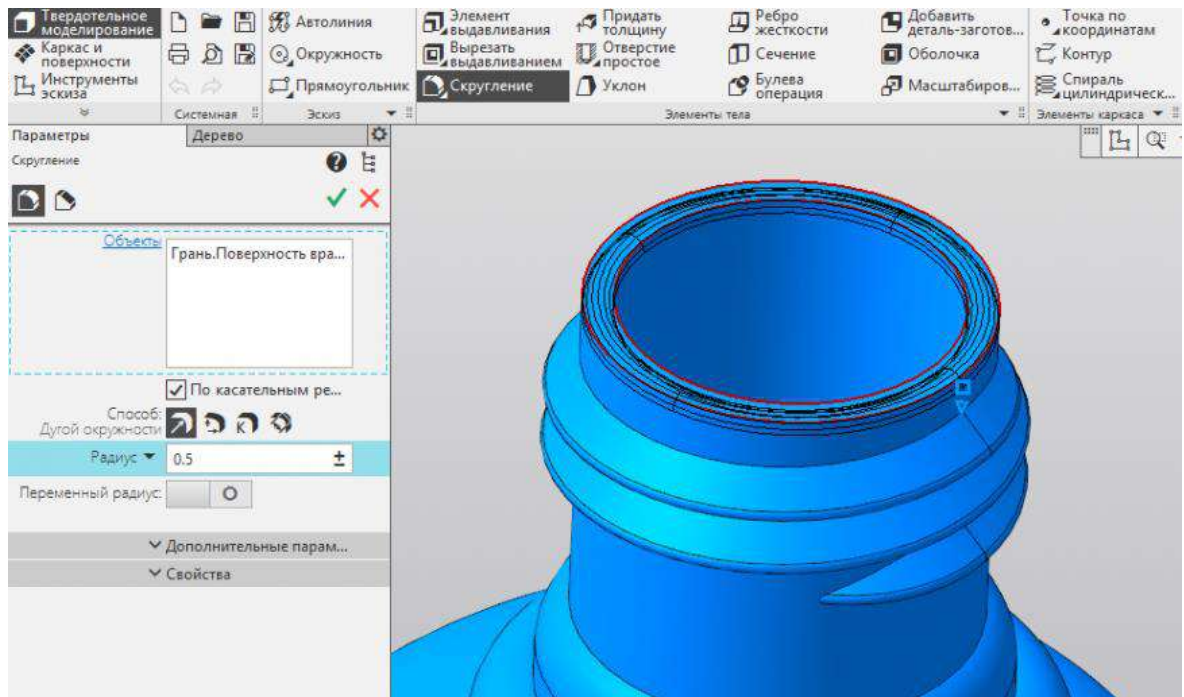 Твердотельное
моделирование
Каркас и
поверхности
Инструменты
эскиза
Системная
Автолиния
Окружность
Прямоугольник
Эскиз
Элемент
выдавливания
Вырезать
выдавливанием
Скругление
Придать
толщину
Отверстие
простое
Уклон
Ребро
жесткости
Сечение
Булева
операция
Добавить
деталь-заготов...
Оболочка
Масштабиров...
Элементы тела
Точка по
координатам
Контур
Спираль
цилиндрическ...
Элементы каркаса
Параметры
Дерево
Скругление
Объекты
Грань.Поверхность вра...
По касательным ре...
Способ:
Дугой окружности
Радиус
0.5
Переменный радиус:
Дополнительные парам...
Свойства